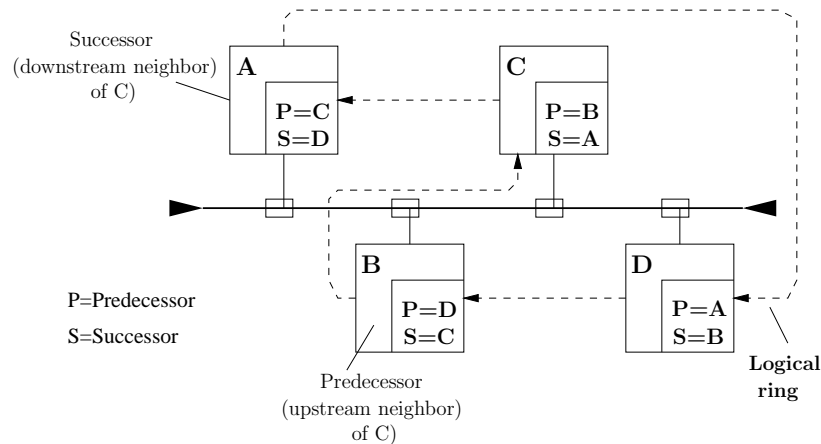 Successor
(downstream neighbor)
of C)
A
P=C
S=D
C
P=B
S=A
B
P=D
S=C
D
P=A
S=B
P=Predecessor
S=Successor
Predecessor
(upstream neighbor)
of C)
Logical
ring